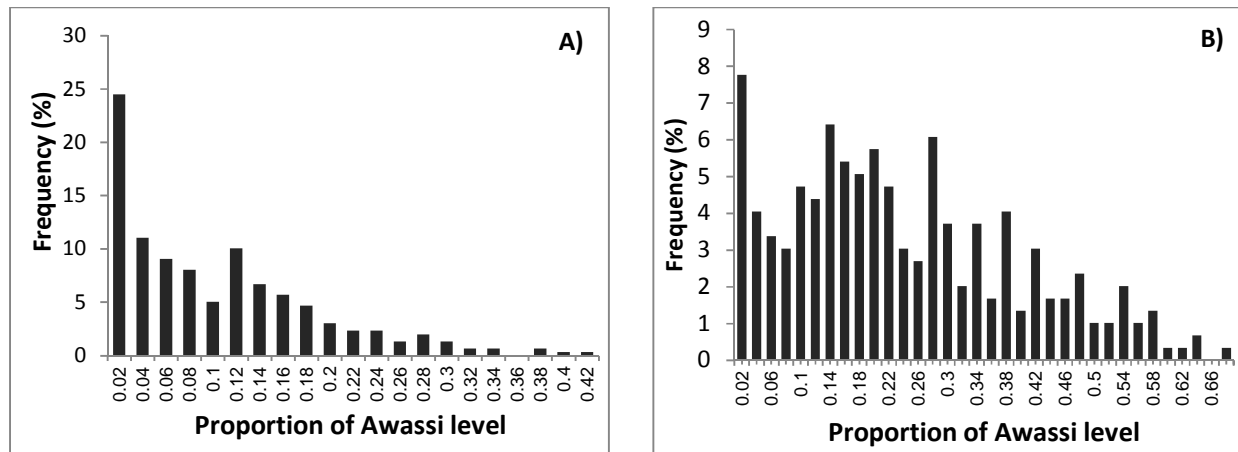 A)
Frequency (%)
30
25
20
15
10
5
0
0.02 0.04 0.06 0.08 0.1 0.12 0.14 0.16 0.18 0.2 0.22 0.24 0.26 0.28 0.3 0.32 0.34 0.36 0.38 0.4 0.42
Proportion of Awassi level
B)
Frequency (%)
9
8
7
6
5
4
3
2
1
0
0.02 0.06 0.1 0.14 0.18 0.22 0.26 0.3 0.34 0.38 0.42 0.46 0.5 0.54 0.58 0.62 0.66
Proportion of Awassi level